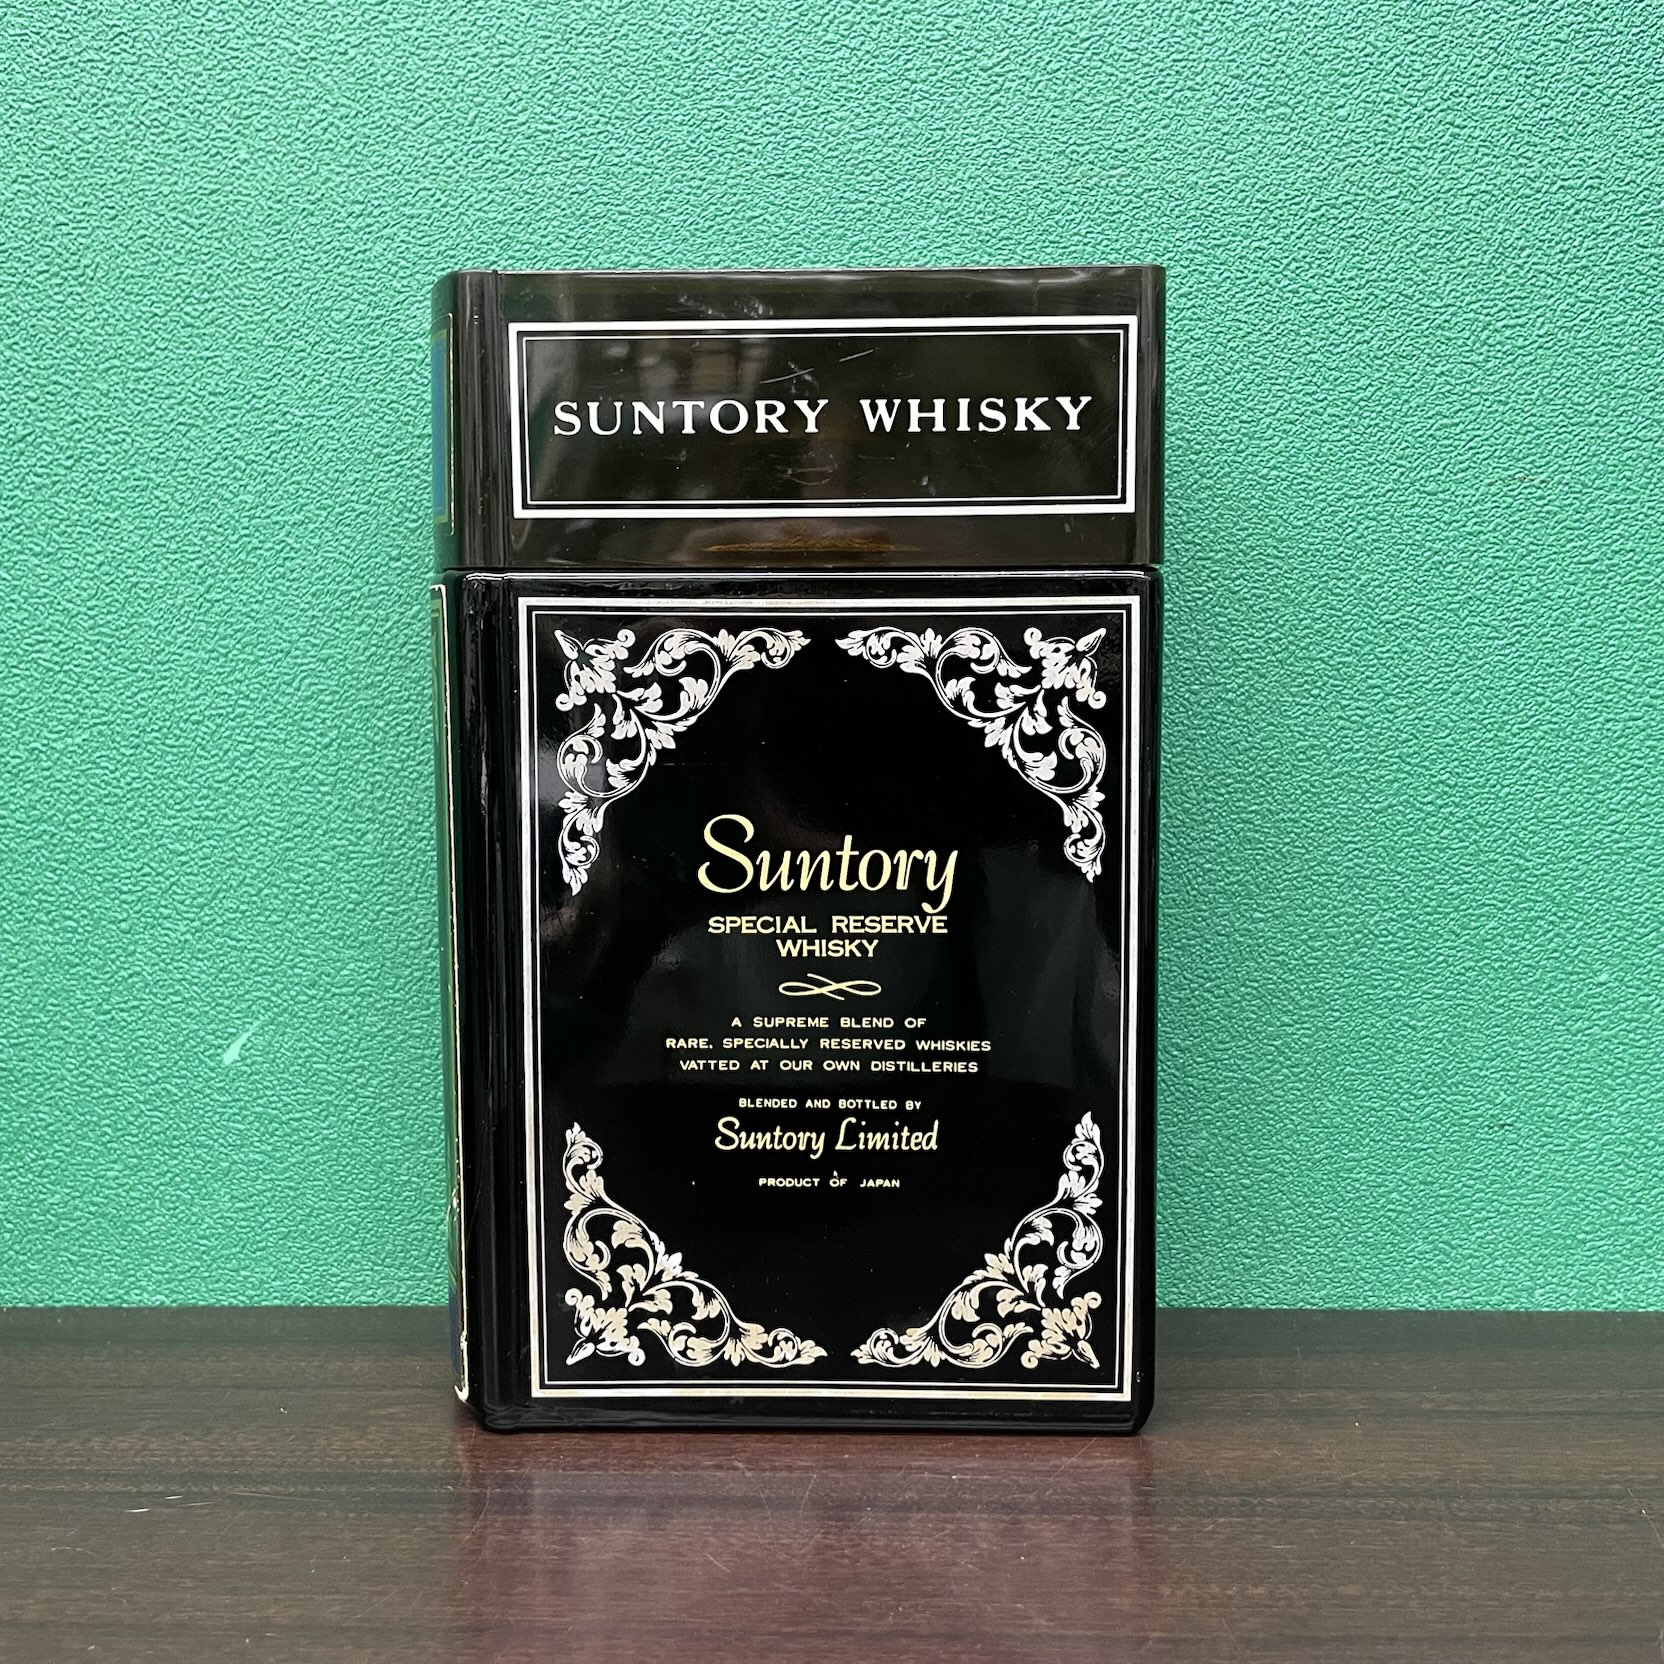 SUNTORY WHISKY
Suntory
SPECIAL RESERVE
WHISKY
A SUPREME BLEND OF
RARE, SPECIALLY RESERVED WHISKIES
VATTED AT OUR OWN DISTILLERIES
BLENDED AND BOTTLED BY
Suntory Limited
PRODUCT OF JAPAN